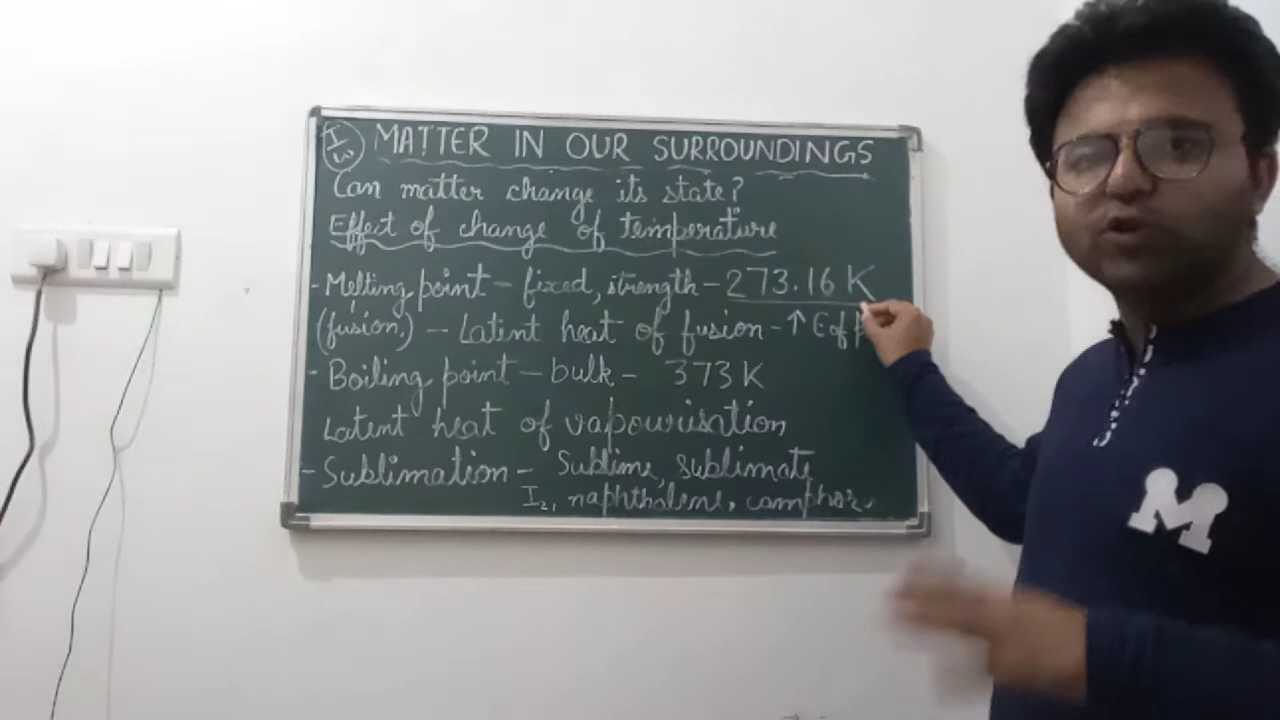 MATTER IN OUR SURROUNDINGS
Can matter change its state?
Effect of change of temperature
- Melting point - fixed, strength - 273.16 K
(fusion) - Latent heat of fusion - ↑ E of
- Boiling point - bulk - 373 K
Latent heat of vapourisation
- Sublimation - Sublime, sublimate
I₂, naphthalene, camphor
M